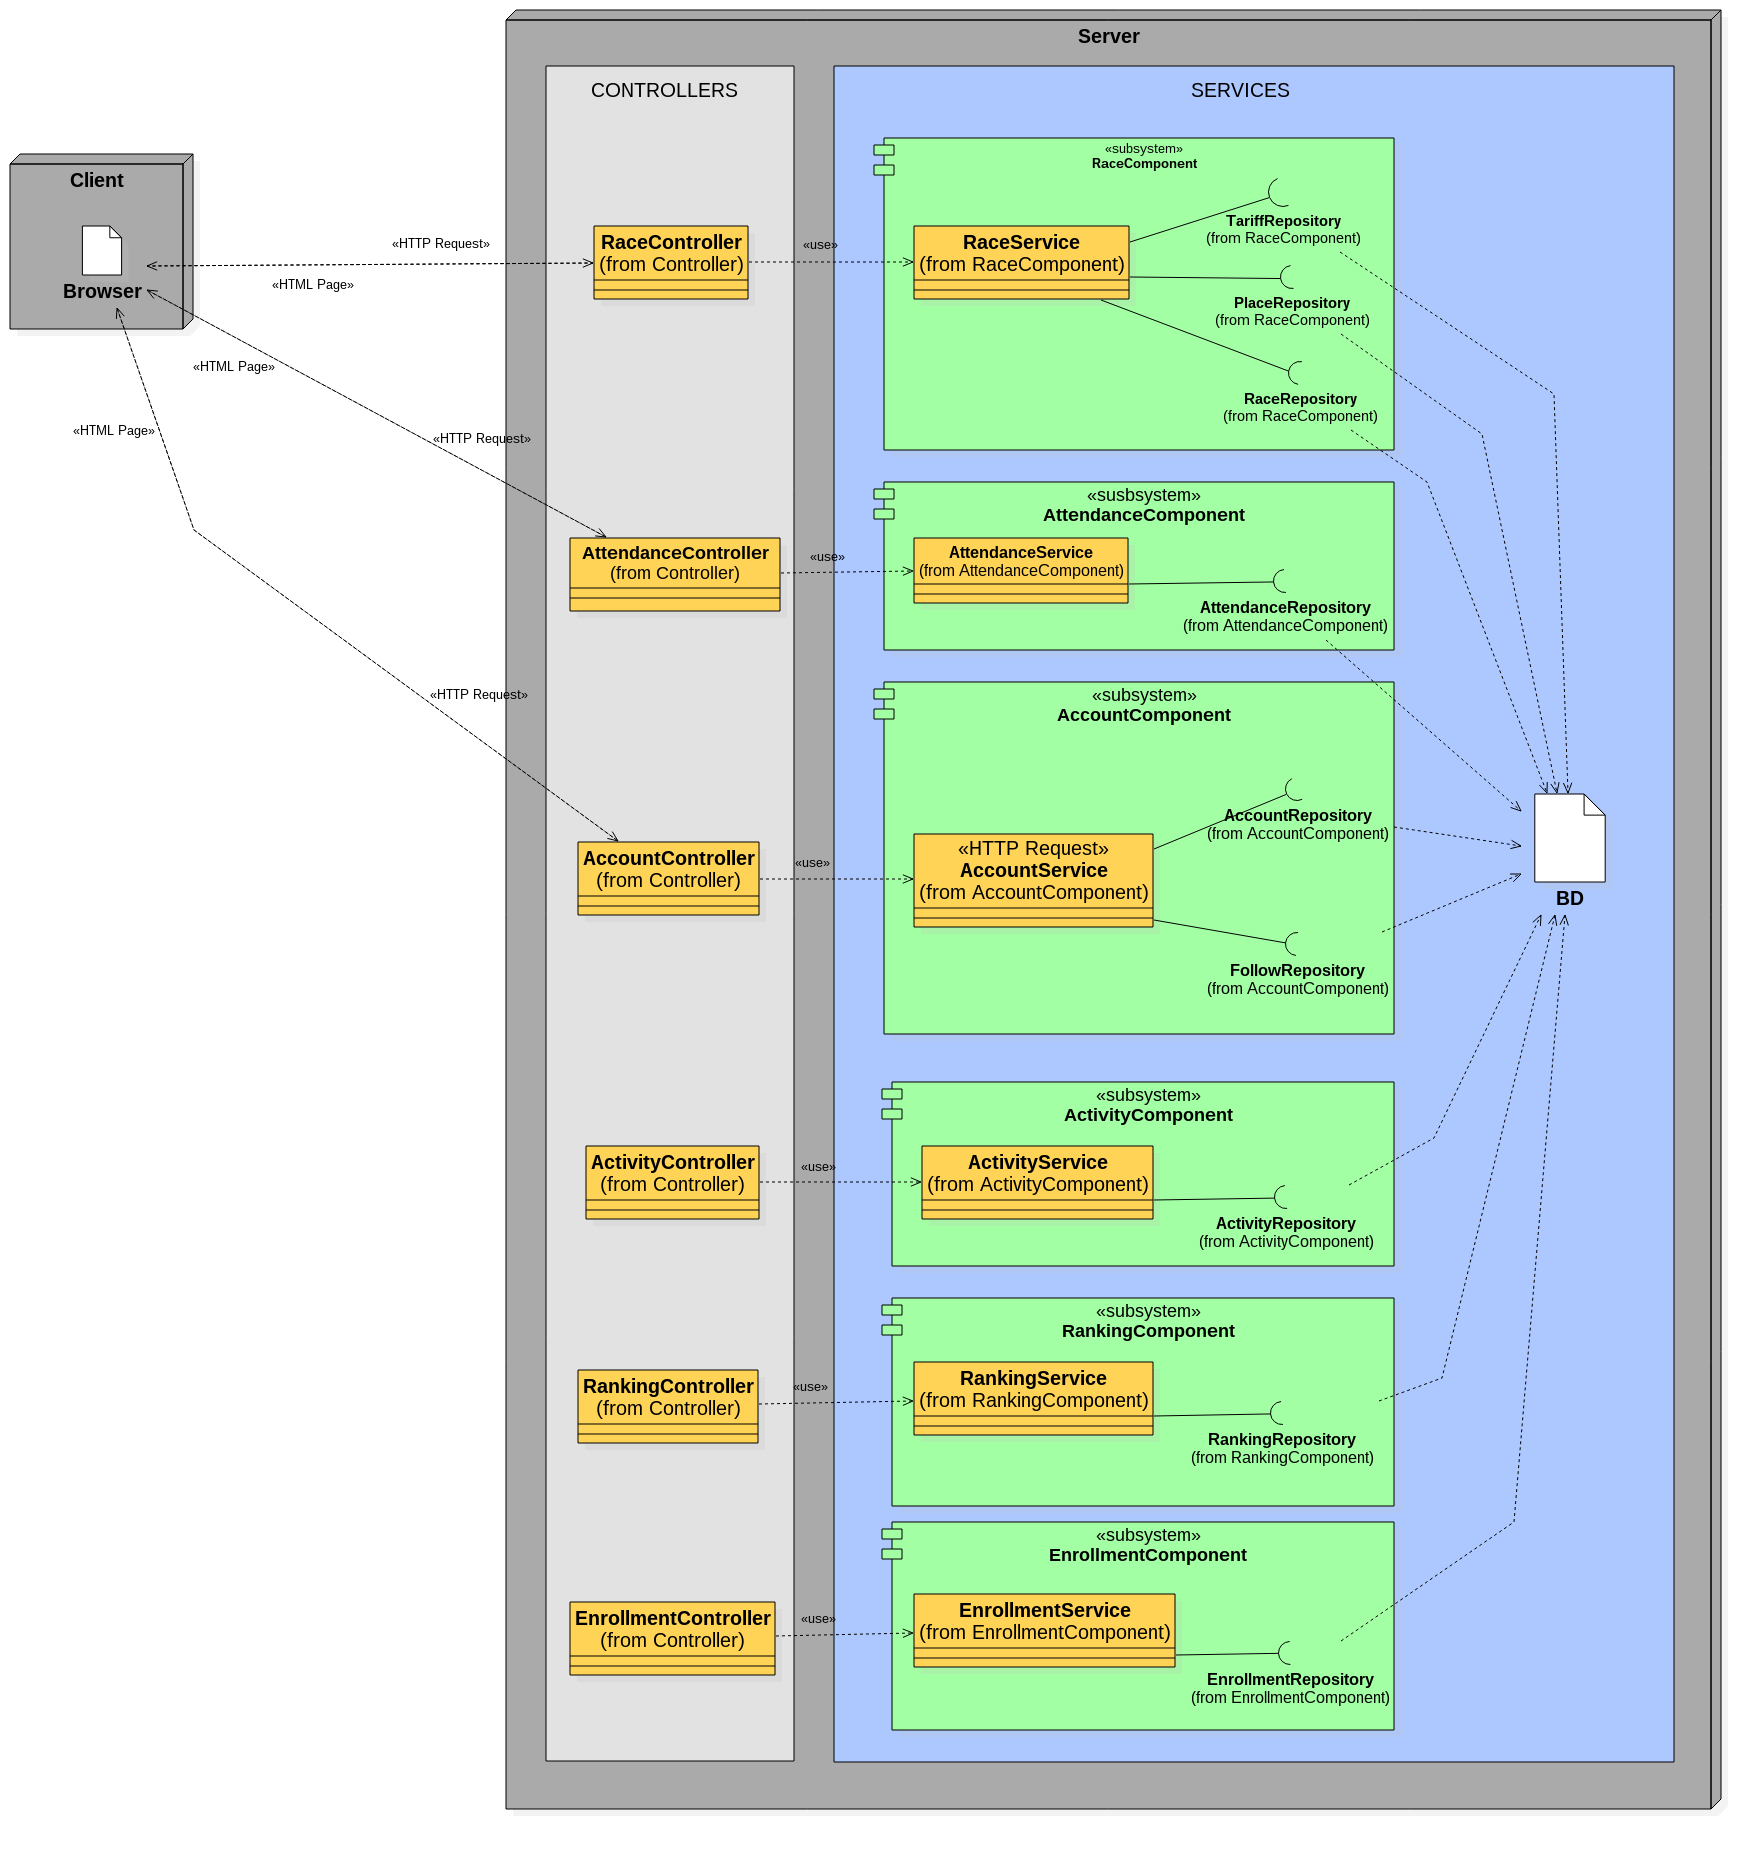 Server
CONTROLLERS
SERVICES
Client
Browser
«HTTP Request»
«HTML Page»
«HTML Page»
«HTTP Request»
«HTML Page»
«HTTP Request»
RaceController
(from Controller)
«use»
«subsystem»
RaceComponent
RaceService
(from RaceComponent)
TariffRepository
(from RaceComponent)
PlaceRepository
(from RaceComponent)
RaceRepository
(from RaceComponent)
AttendanceController
(from Controller)
«use»
«susbsystem»
AttendanceComponent
AttendanceService
(from AttendanceComponent)
AttendanceRepository
(from AttendanceComponent)
AccountController
(from Controller)
«use»
«subsystem»
AccountComponent
«HTTP Request»
AccountService
(from AccountComponent)
AccountRepository
(from AccountComponent)
FollowRepository
(from AccountComponent)
BD
ActivityController
(from Controller)
«use»
«subsystem»
ActivityComponent
ActivityService
(from ActivityComponent)
ActivityRepository
(from ActivityComponent)
RankingController
(from Controller)
«use»
«subsystem»
RankingComponent
RankingService
(from RankingComponent)
RankingRepository
(from RankingComponent)
EnrollmentController
(from Controller)
«use»
«subsystem»
EnrollmentComponent
EnrollmentService
(from EnrollmentComponent)
EnrollmentRepository
(from EnrollmentComponent)